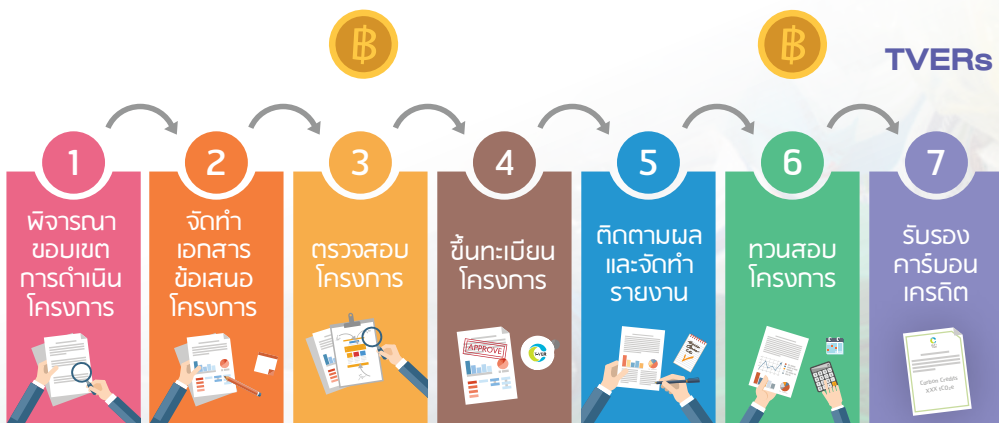 ฿
฿
TVERs
1
พิจารณา
ขอบเขต
การดำเนิน
โครงการ
2
จัดทำ
เอกสาร
ข้อเสนอ
โครงการ
3
ตรวจสอบ
โครงการ
4
ขึ้นทะเบียน
โครงการ
APPROVE
5
ติดตามผล
และจัดทำ
รายงาน
6
ทวนสอบ
โครงการ
7
รับรอง
คาร์บอน
เครดิต
Carbon Credits
XXX tCO₂e